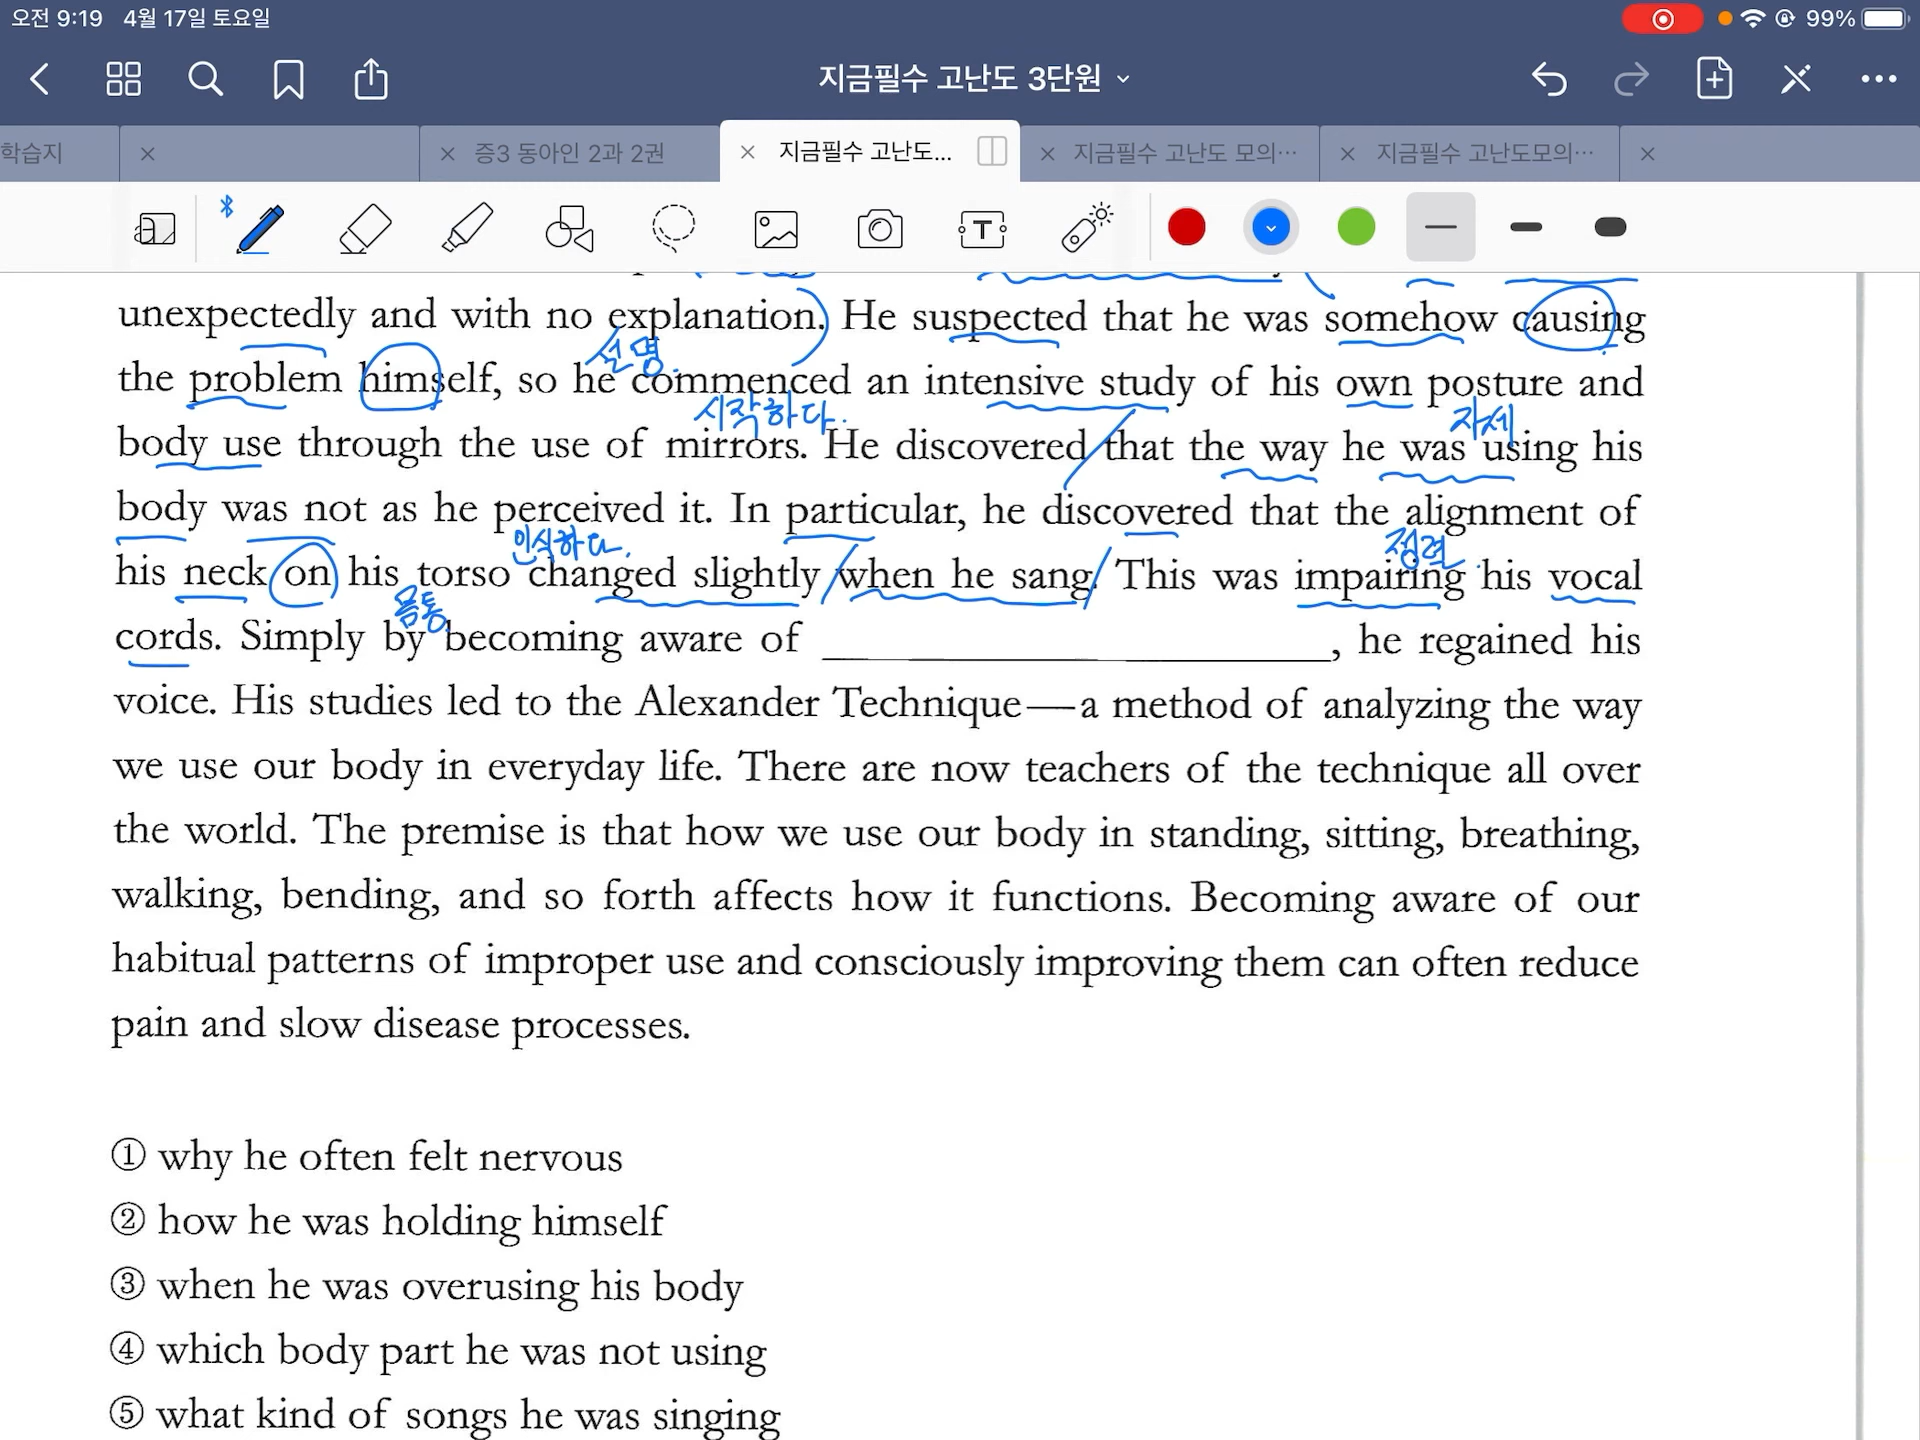 오전 9:19 4월 17일 토요일
99%
지금필수 고난도 3단원
학습지
증3 동아인 2과 2권
지금필수 고난도...
지금필수 고난도 모의...
지금필수 고난도모의...
unexpectedly and with no explanation. He suspected that he was somehow causing
설명.
the problem himself, so he commenced an intensive study of his own posture and
시작하다.
자세
body use through the use of mirrors. He discovered that the way he was using his
body was not as he perceived it. In particular, he discovered that the alignment of
인식하다.
정렬.
his neck on his torso changed slightly when he sang. This was impairing his vocal
몸통
cords. Simply by becoming aware of ____________________, he regained his
voice. His studies led to the Alexander Technique—a method of analyzing the way
we use our body in everyday life. There are now teachers of the technique all over
the world. The premise is that how we use our body in standing, sitting, breathing,
walking, bending, and so forth affects how it functions. Becoming aware of our
habitual patterns of improper use and consciously improving them can often reduce
pain and slow disease processes.
① why he often felt nervous
② how he was holding himself
③ when he was overusing his body
④ which body part he was not using
⑤ what kind of songs he was singing